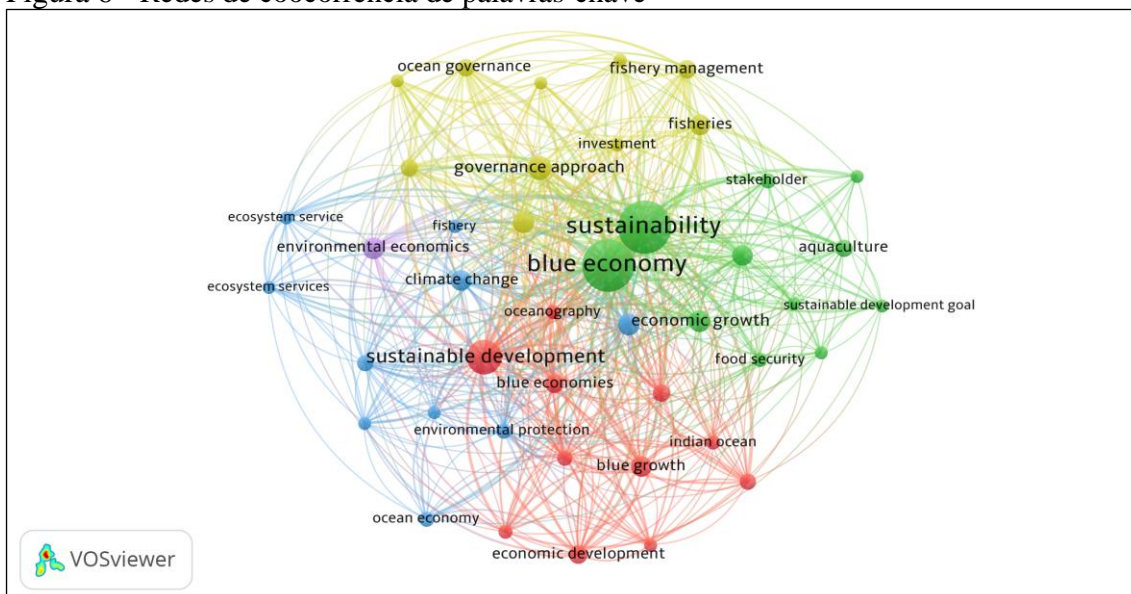 Figura 6 - Redes de coocorrência de palavras-chave
ocean governance
fishery management
fisheries
investment
governance approach
stakeholder
ecosystem service
fishery
sustainability
environmental economics
aquaculture
blue economy
climate change
ecosystem services
sustainable development goal
oceanography
economic growth
sustainable development
food security
blue economies
environmental protection
indian ocean
blue growth
ocean economy
economic development
VOSviewer